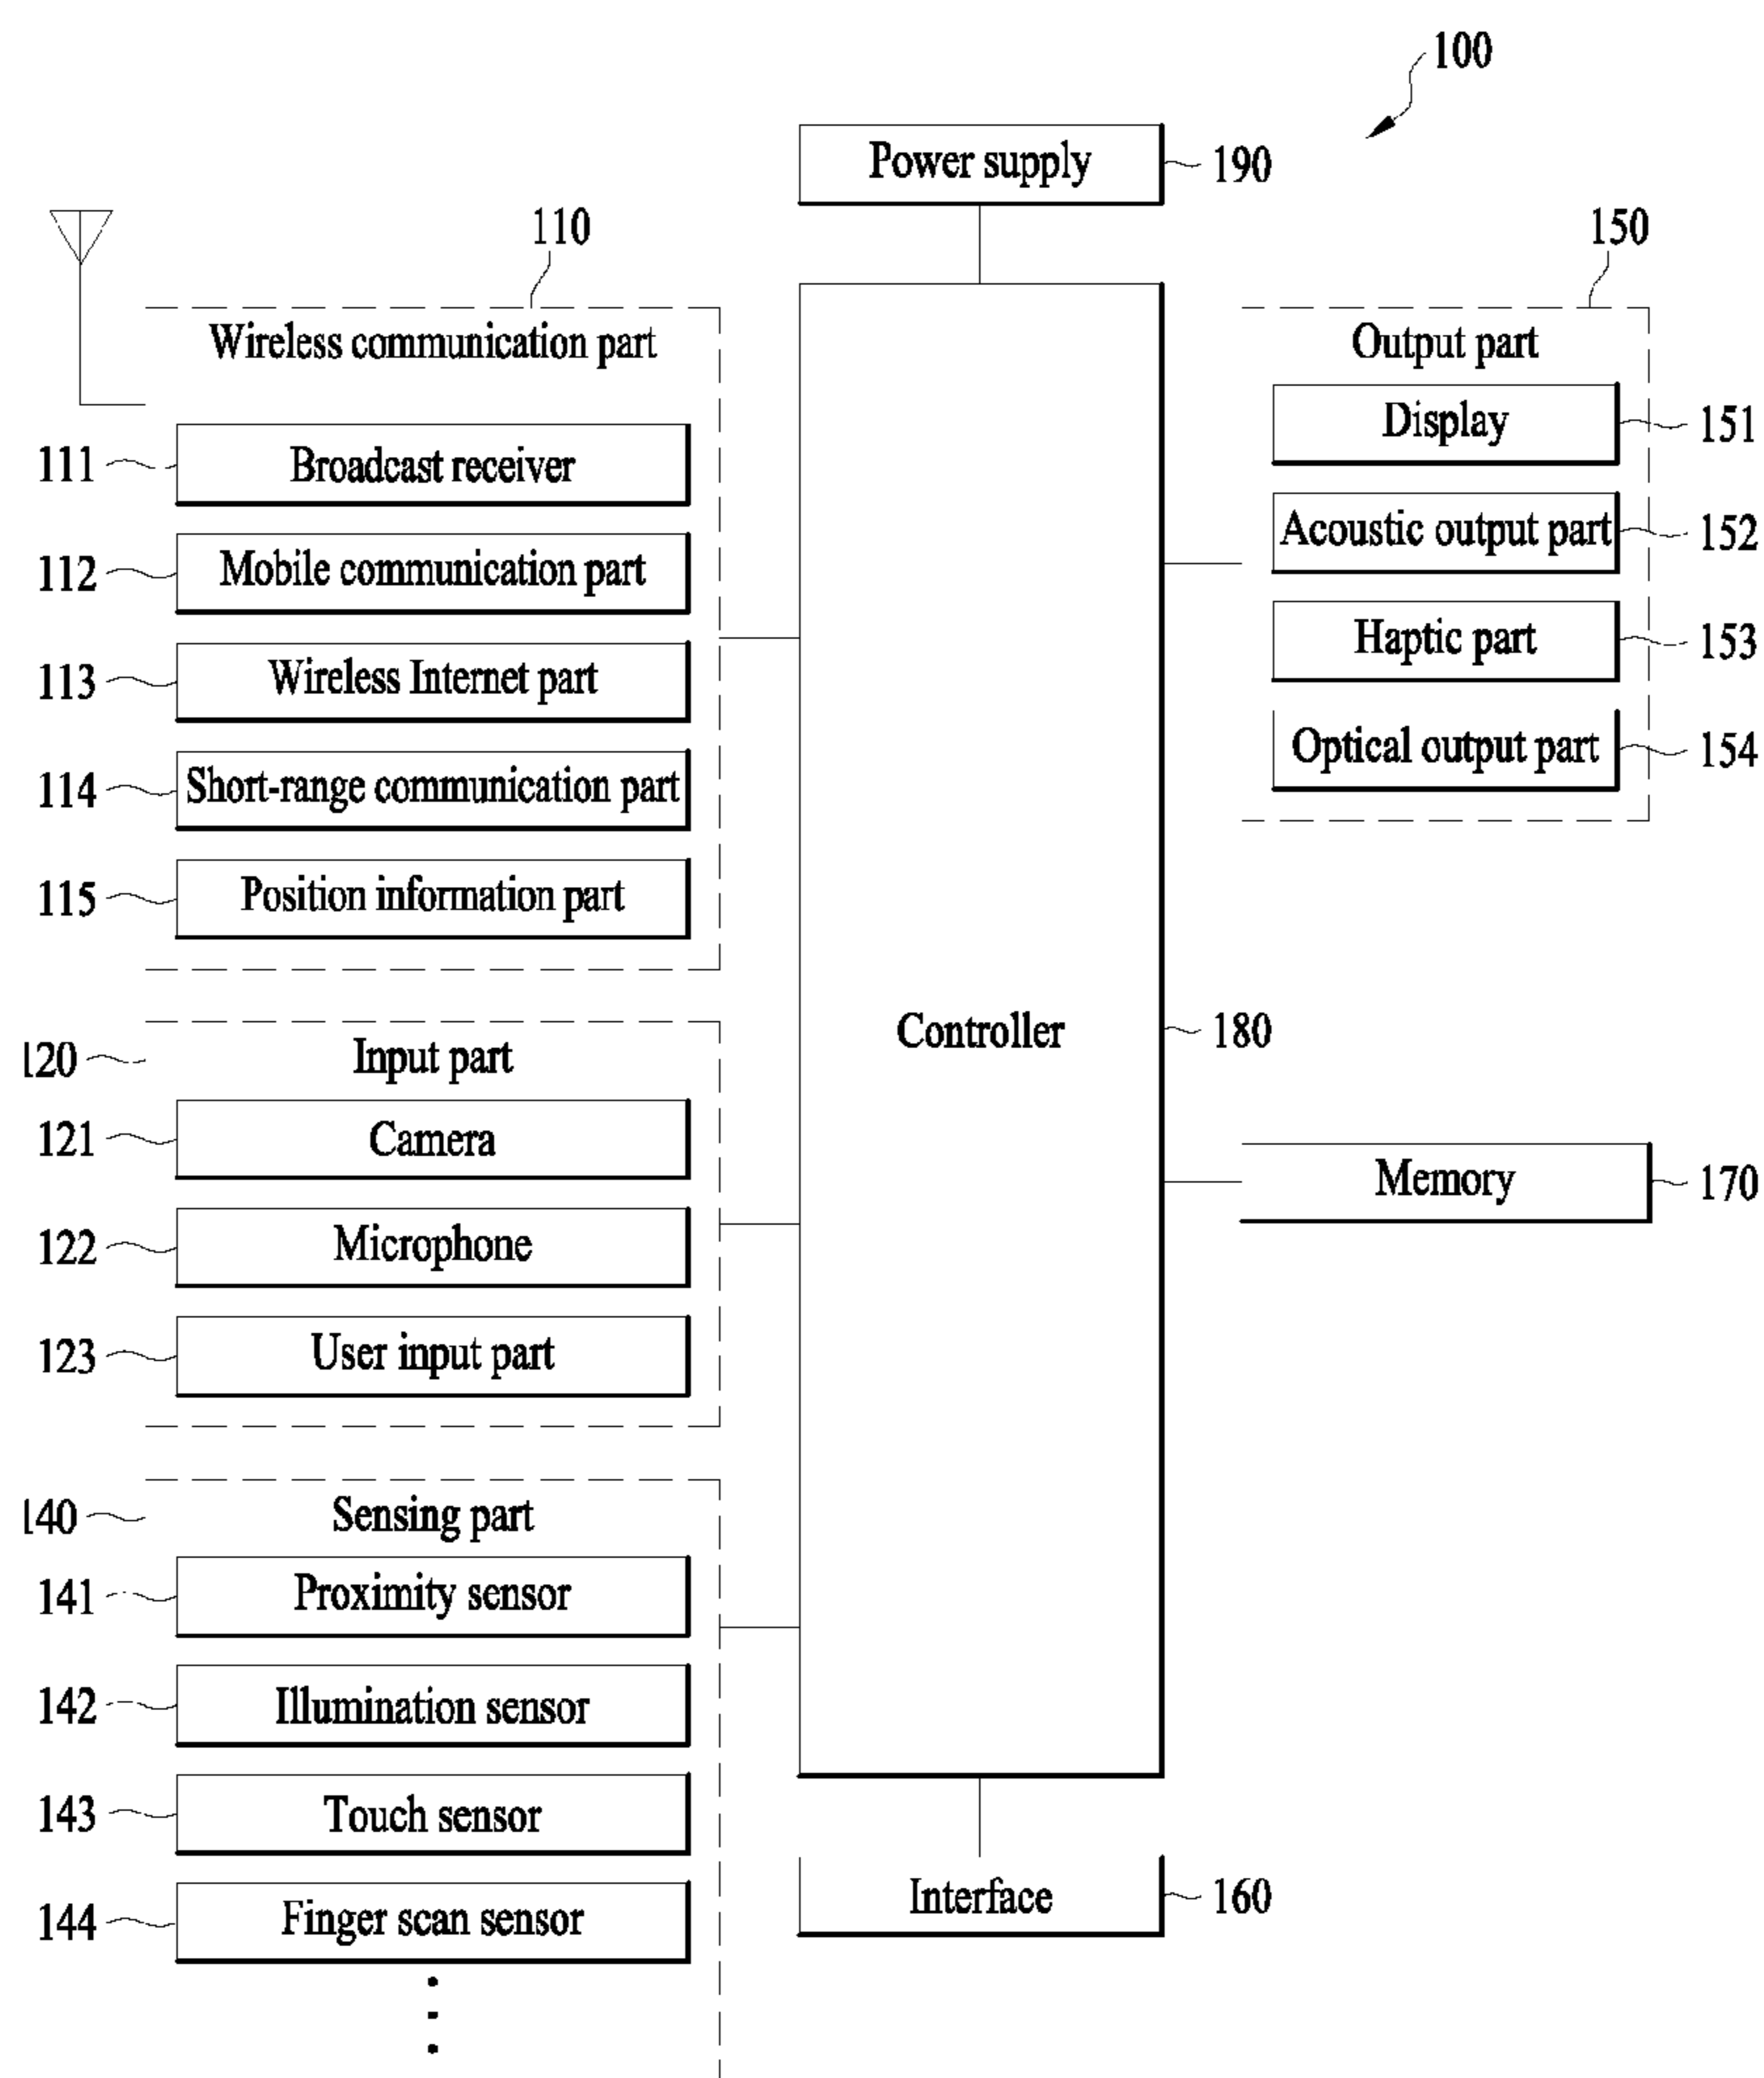 100
Power supply
190
110
Wireless communication part
111
Broadcast receiver
112
Mobile communication part
113
Wireless Internet part
114
Short-range communication part
115
Position information part
120
Input part
121
Camera
122
Microphone
123
User input part
140
Sensing part
141
Proximity sensor
142
Illumination sensor
143
Touch sensor
144
Finger scan sensor
Controller
180
Interface
160
150
Output part
Display
151
Acoustic output part
152
Haptic part
153
Optical output part
154
Memory
170